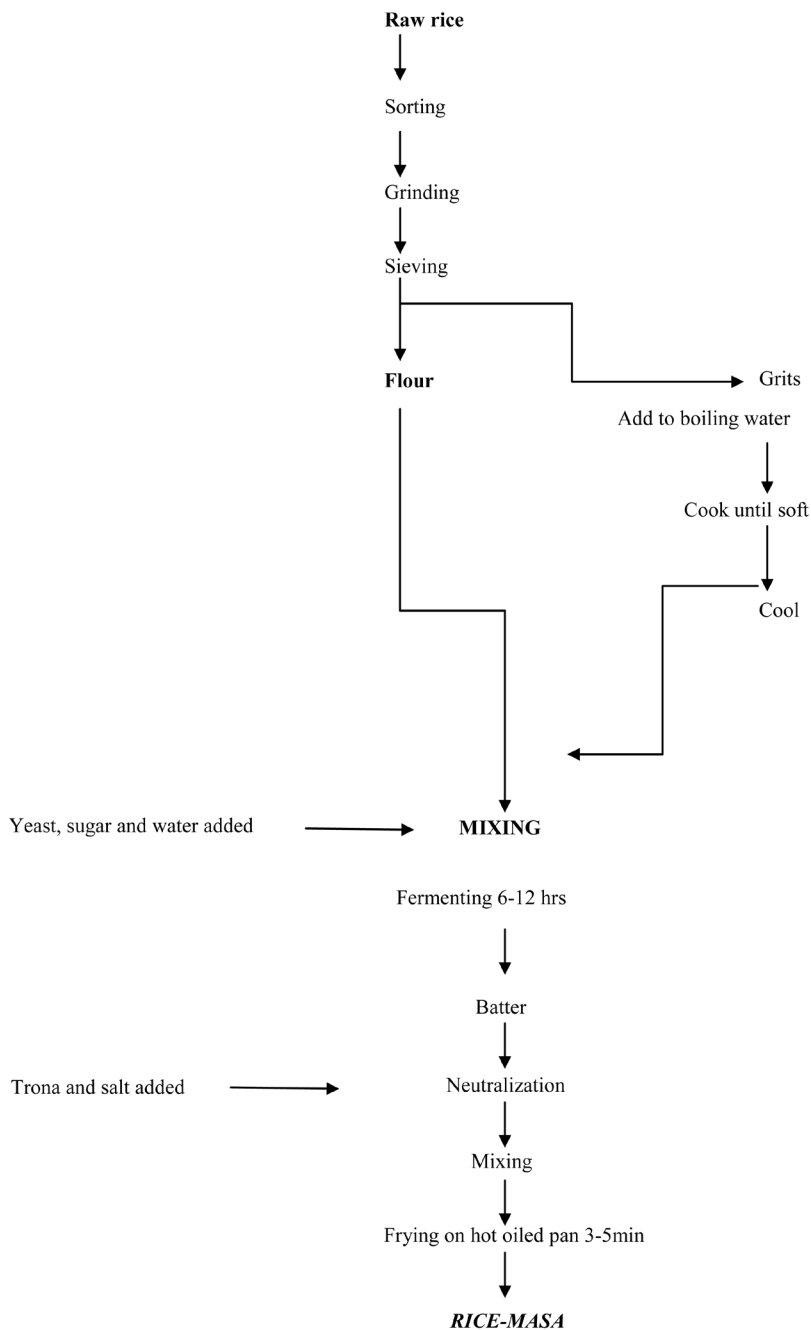 Raw rice
Sorting
Grinding
Sieving
Flour
Grits
Add to boiling water
Cook until soft
Cool
Yeast, sugar and water added
MIXING
Fermenting 6-12 hrs
Batter
Trona and salt added
Neutralization
Mixing
Frying on hot oiled pan 3-5min
RICE-MASA